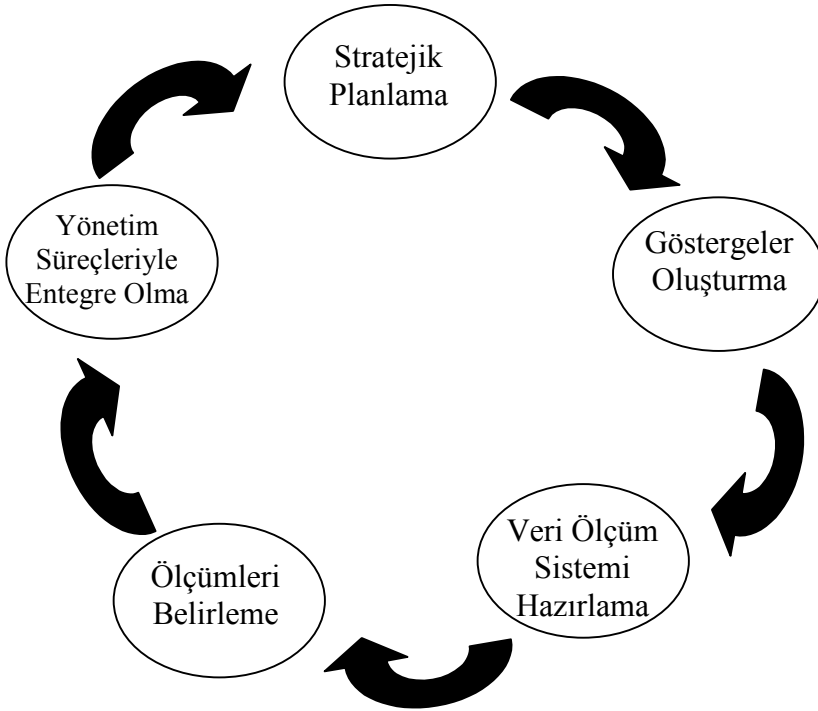 Stratejik
Planlama
Göstergeler
Oluşturma
Veri Ölçüm
Sistemi
Hazırlama
Ölçümleri
Belirleme
Yönetim
Süreçleriyle
Entegre Olma